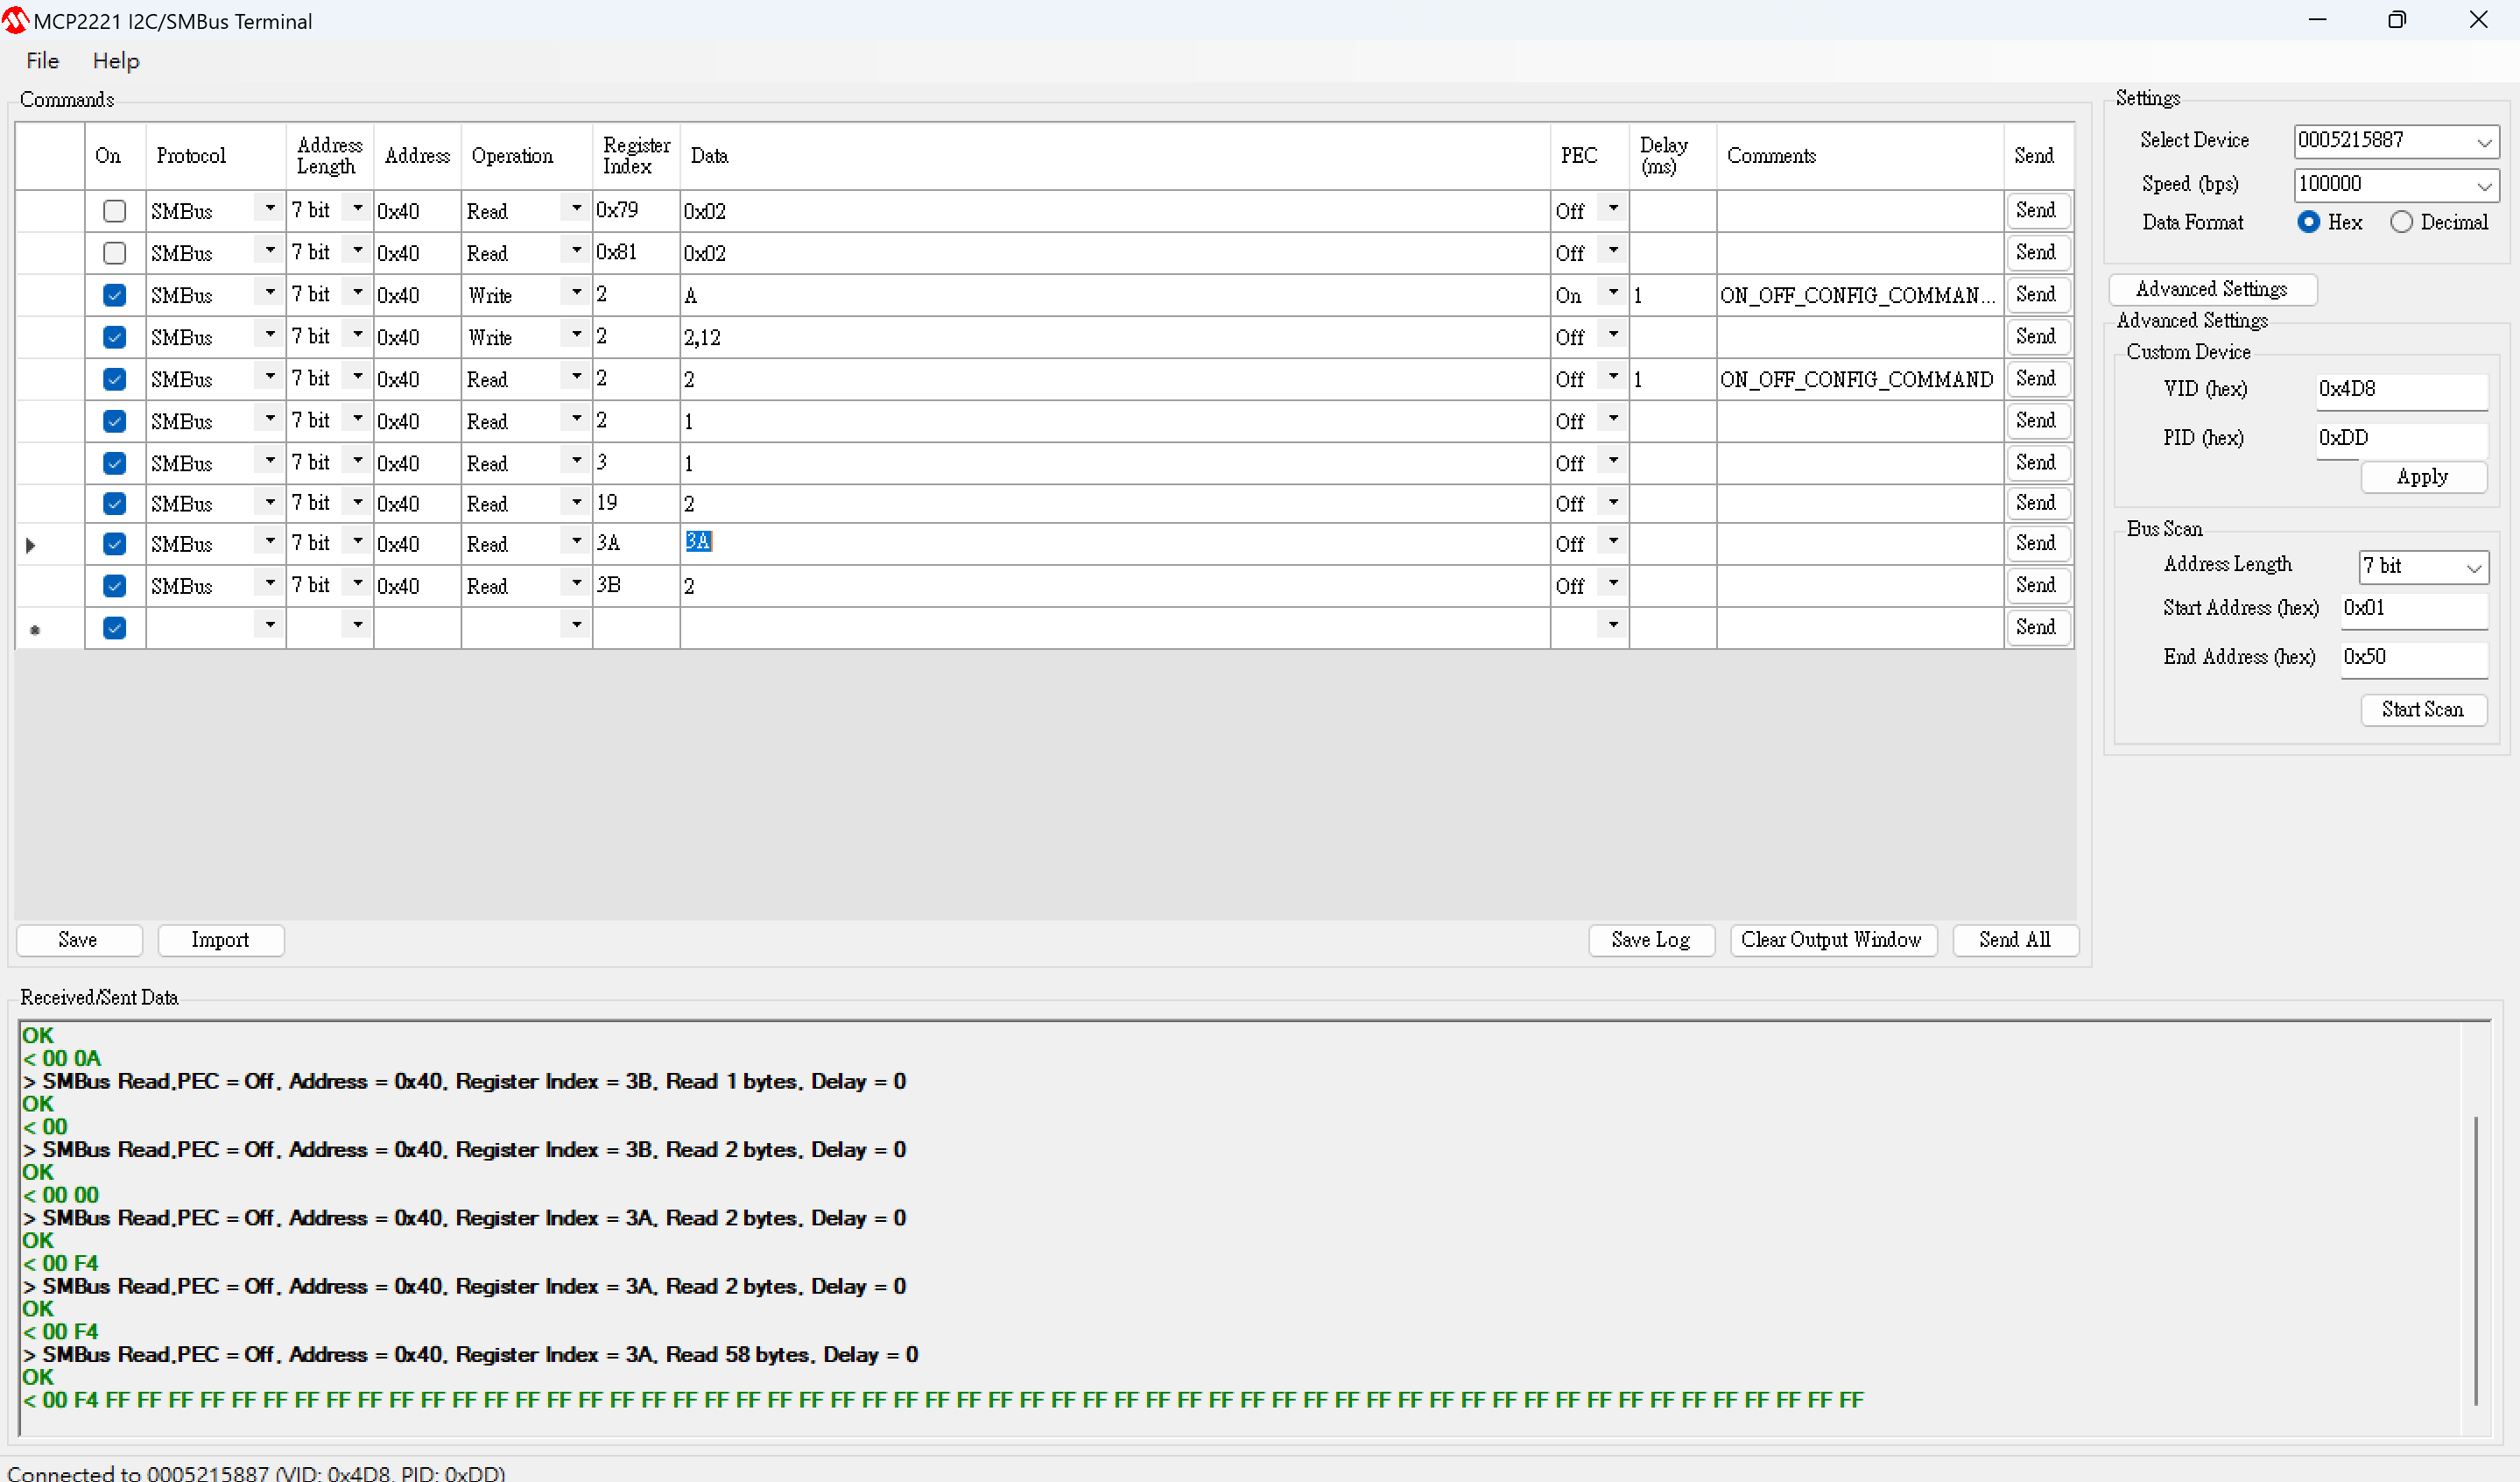 MCP2221 I2C/SMBus Terminal
File Help
Commands
On Protocol Address Length Address Operation Register Index Data PEC Delay (ms) Comments Send
SMBus 7 bit 0x40 Read 0x79 0x02 Off Send
SMBus 7 bit 0x40 Read 0x81 0x02 Off Send
SMBus 7 bit 0x40 Write 2 A On 1 ON_OFF_CONFIG_COMMAN... Send
SMBus 7 bit 0x40 Write 2 2,12 Off Send
SMBus 7 bit 0x40 Read 2 2 Off 1 ON_OFF_CONFIG_COMMAND Send
SMBus 7 bit 0x40 Read 2 1 Off Send
SMBus 7 bit 0x40 Read 3 1 Off Send
SMBus 7 bit 0x40 Read 19 2 Off Send
SMBus 7 bit 0x40 Read 3A 3A Off Send
SMBus 7 bit 0x40 Read 3B 2 Off Send
Send
Save Import Save Log Clear Output Window Send All
Settings
Select Device 0005215887
Speed (bps) 100000
Data Format Hex Decimal
Advanced Settings
Advanced Settings
Custom Device
VID (hex) 0x4D8
PID (hex) 0xDD
Apply
Bus Scan
Address Length 7 bit
Start Address (hex) 0x01
End Address (hex) 0x50
Start Scan
Received/Sent Data
OK
< 00 0A
> SMBus Read,PEC = Off, Address = 0x40, Register Index = 3B, Read 1 bytes, Delay = 0
OK
< 00
> SMBus Read,PEC = Off, Address = 0x40, Register Index = 3B, Read 2 bytes, Delay = 0
OK
< 00 00
> SMBus Read,PEC = Off, Address = 0x40, Register Index = 3A, Read 2 bytes, Delay = 0
OK
< 00 F4
> SMBus Read,PEC = Off, Address = 0x40, Register Index = 3A, Read 2 bytes, Delay = 0
OK
< 00 F4
> SMBus Read,PEC = Off, Address = 0x40, Register Index = 3A, Read 58 bytes, Delay = 0
OK
< 00 F4 FF FF FF FF FF FF FF FF FF FF FF FF FF FF FF FF FF FF FF FF FF FF FF FF FF FF FF FF FF FF FF FF FF FF FF FF FF FF FF FF FF FF FF FF FF FF FF FF FF FF FF FF FF FF FF FF FF FF
Connected to 0005215887 (VID: 0x4D8, PID: 0xDD)